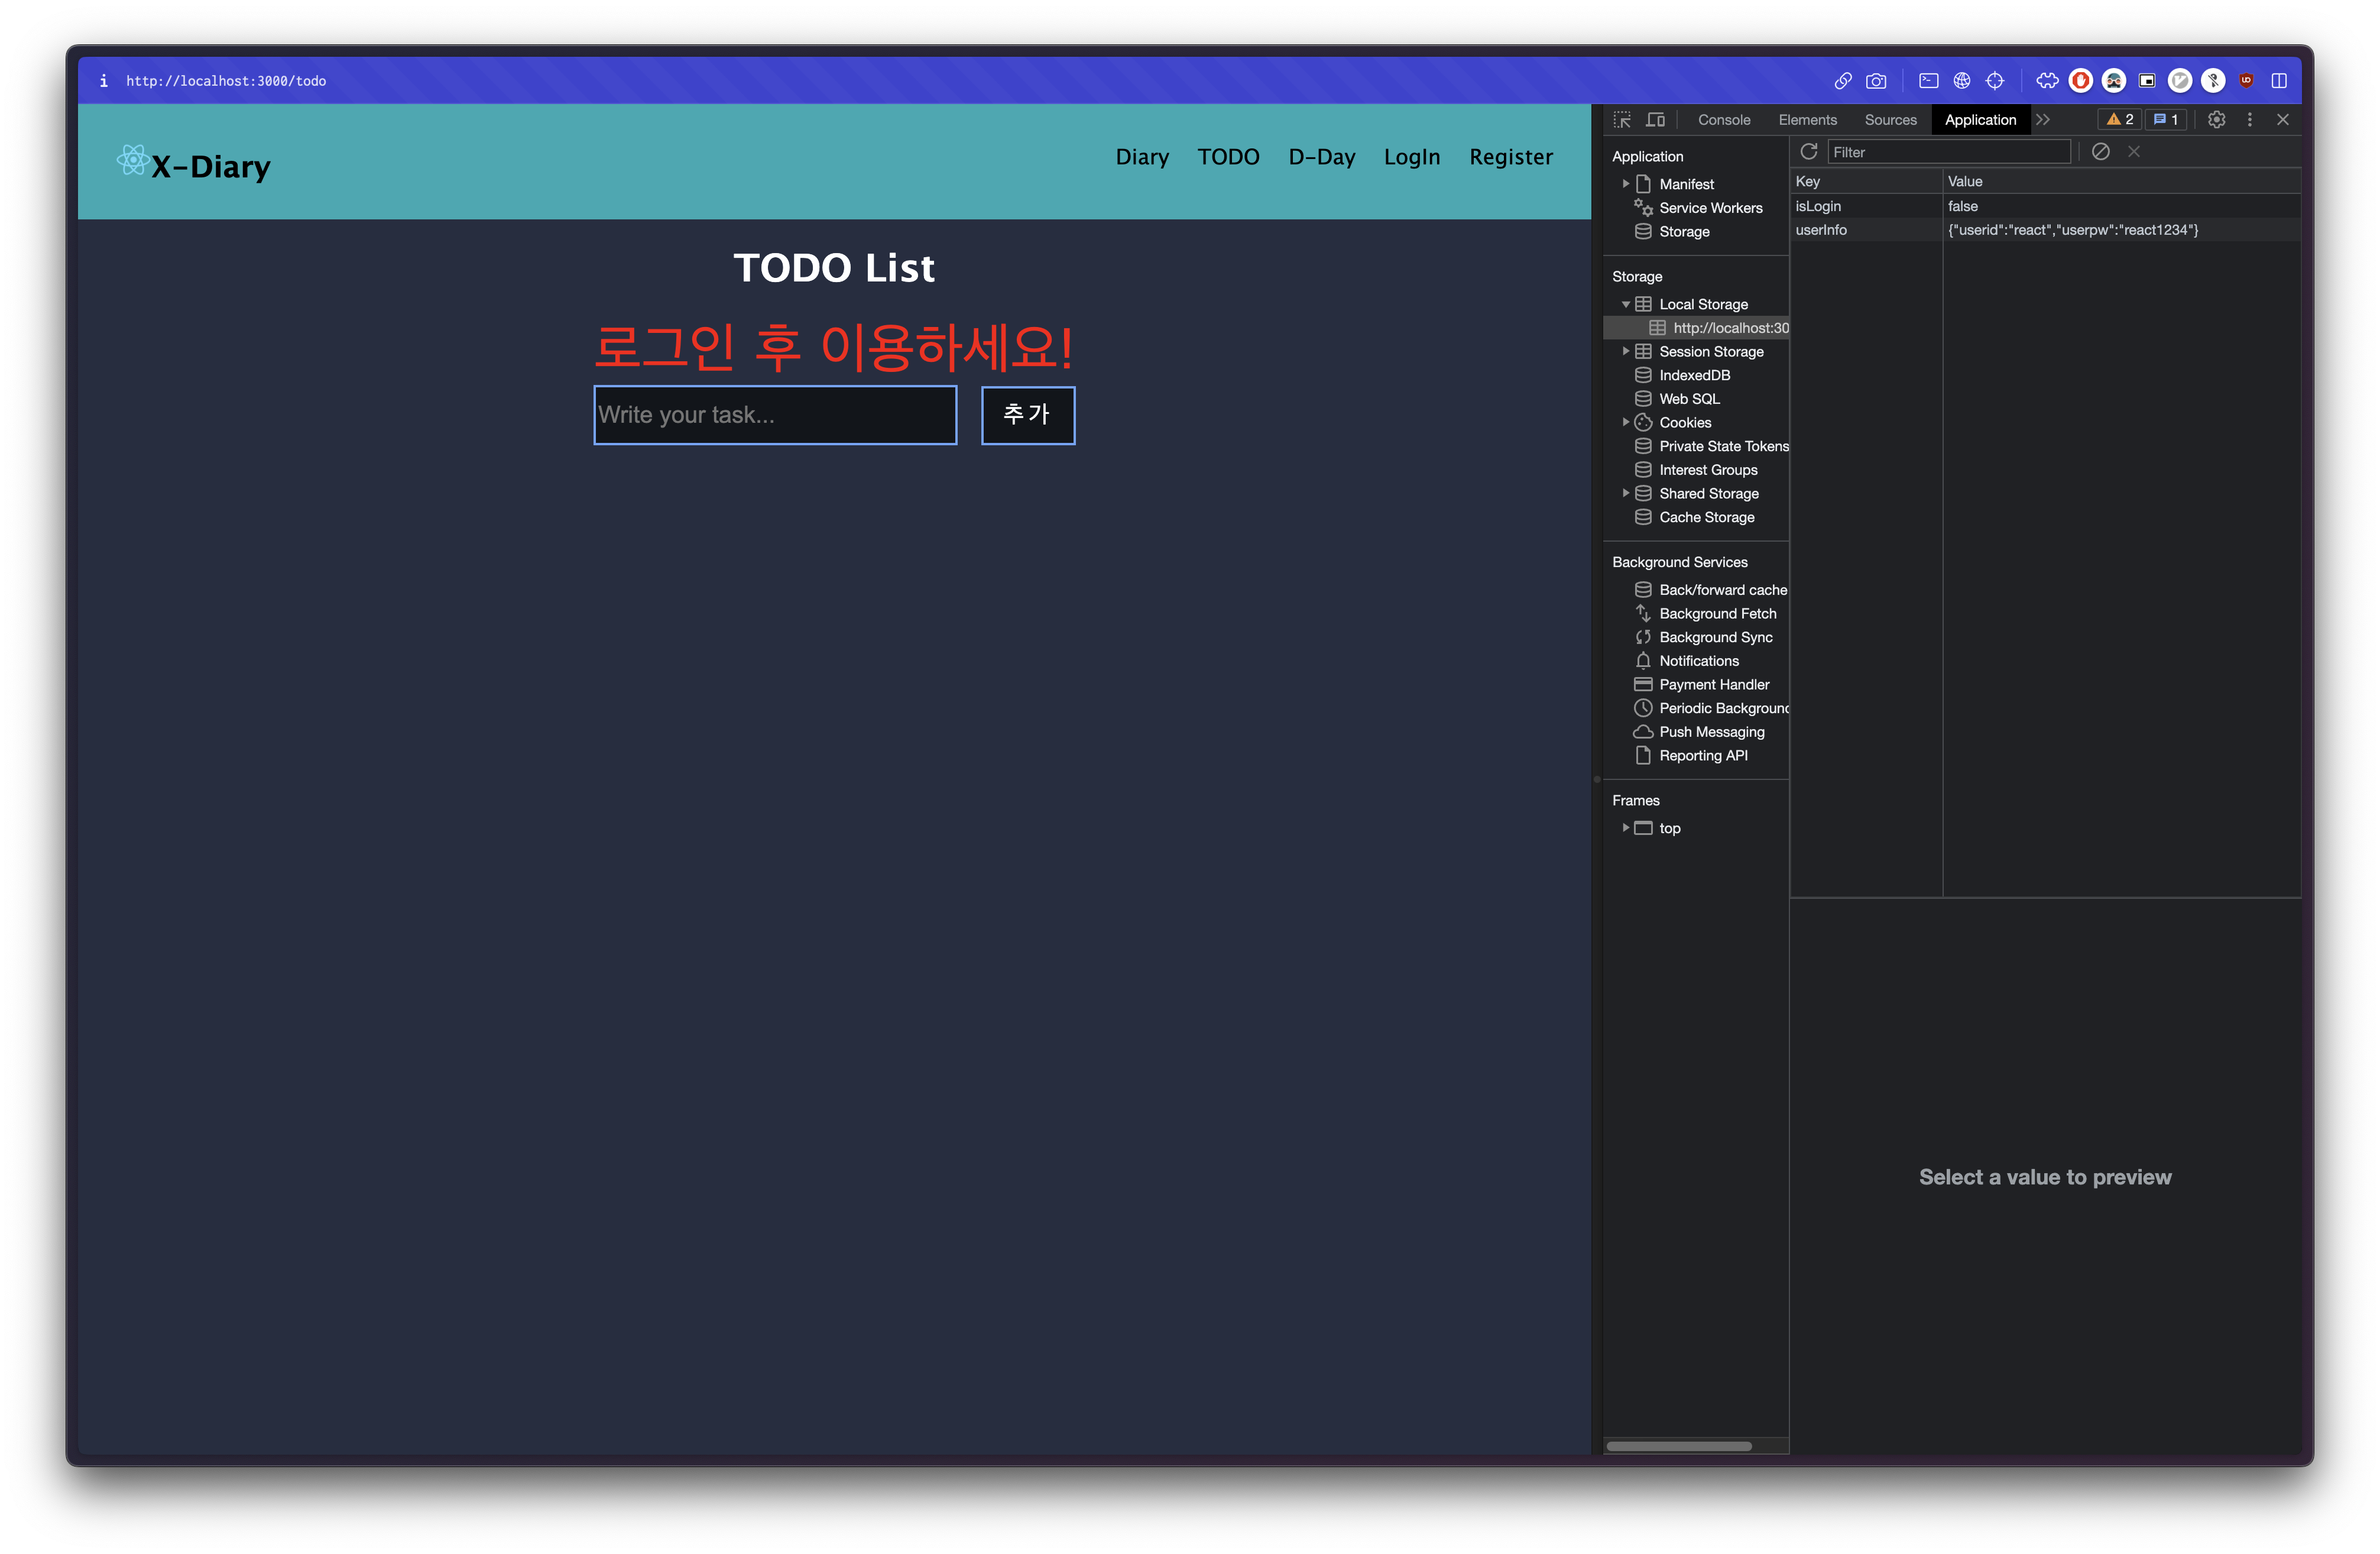 i http://localhost:3000/todo
X-Diary
Diary TODO D-Day LogIn Register
TODO List
로그인 후 이용하세요!
Write your task...
추가
Console Elements Sources Application 2 1
Application
Manifest
Service Workers
Storage
Storage
Local Storage
http://localhost:30
Session Storage
IndexedDB
Web SQL
Cookies
Private State Tokens
Interest Groups
Shared Storage
Cache Storage
Background Services
Back/forward cache
Background Fetch
Background Sync
Notifications
Payment Handler
Periodic Background
Push Messaging
Reporting API
Frames
top
Filter
Key Value
isLogin false
userInfo {"userid":"react","userpw":"react1234"}
Select a value to preview